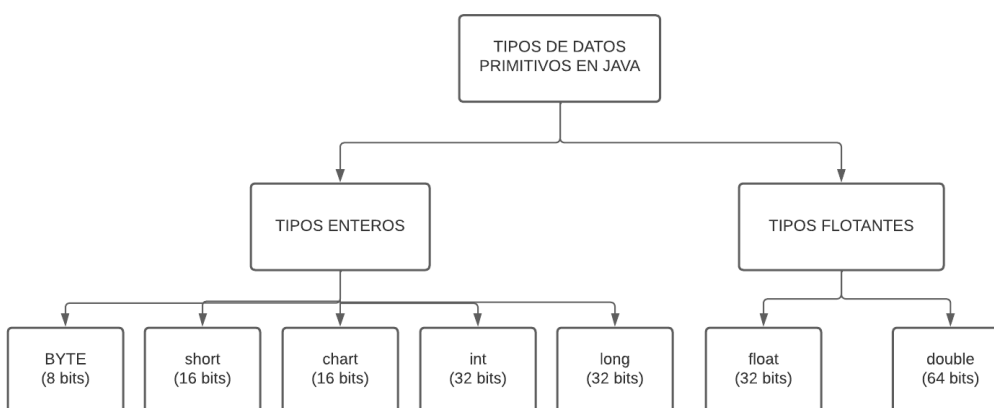 TIPOS DE DATOS
PRIMITIVOS EN JAVA
TIPOS ENTEROS
TIPOS FLOTANTES
BYTE
(8 bits)
short
(16 bits)
chart
(16 bits)
int
(32 bits)
long
(32 bits)
float
(32 bits)
double
(64 bits)